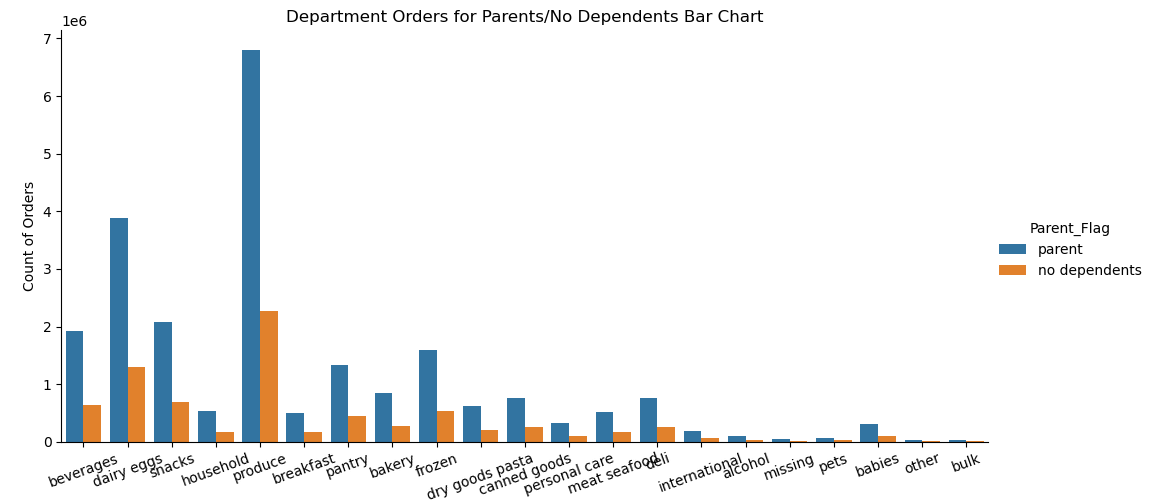 Department Orders for Parents/No Dependents Bar Chart
1e6
7
6
5
4
3
2
1
0
Count of Orders
beverages
dairy eggs
snacks
household
produce
breakfast
pantry
bakery
frozen
dry goods pasta
canned goods
personal care
meat seafood
deli
international
alcohol
missing
pets
babies
other
bulk
Parent_Flag
parent
no dependents